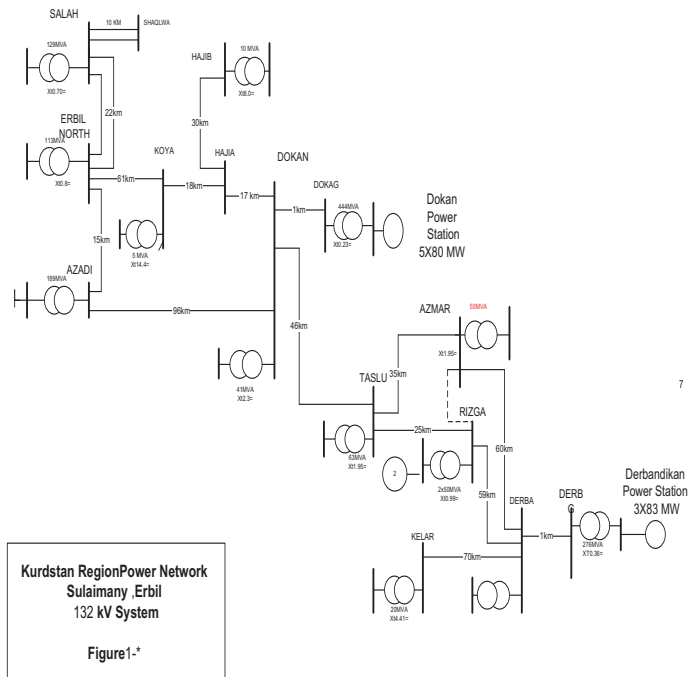 SALAH
10 KM
SHAQLWA
129MVA
Xt0.70=
22km
ERBIL
NORTH
113MVA
Xt0.8=
61km
15km
AZADI
189MVA
96km
KOYA
18km
5 MVA
Xt14.4=
HAJIB
10 MVA
Xt8.0=
30km
HAJIA
17 km
DOKAN
1km
DOKAG
444MVA
Xt0.23=
Dokan
Power
Station
5X80 MW
46km
41MVA
Xt2.3=
AZMAR
50MVA
Xt1.95=
35km
TASLU
63MVA
Xt1.95=
25km
RIZGA
2
2x50MVA
Xt0.99=
59km
60km
7
DERBA
1km
DERB
G
276MVA
XT0.36=
Derbandikan
Power Station
3X83 MW
KELAR
70km
20MVA
Xt4.41=
Kurdstan RegionPower Network
Sulaimany ,Erbil
132 kV System
Figure1-*